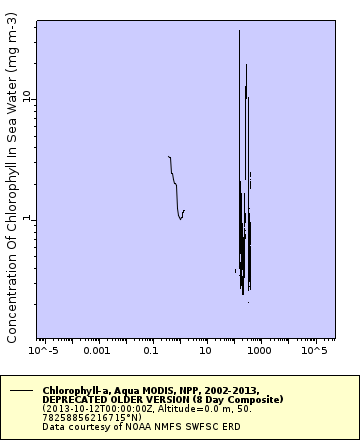 Concentration Of Chlorophyll In Sea Water (mg m-3)
10
1
10^-5
0.001
0.1
10
1000
10^5
Chlorophyll-a, Aqua MODIS, NPP, 2002-2013,
DEPRECATED OLDER VERSION (8 Day Composite)
(2013-10-12T00:00:00Z, Altitude=0.0 m, 50.
78258856216715°N)
Data courtesy of NOAA NMFS SWFSC ERD